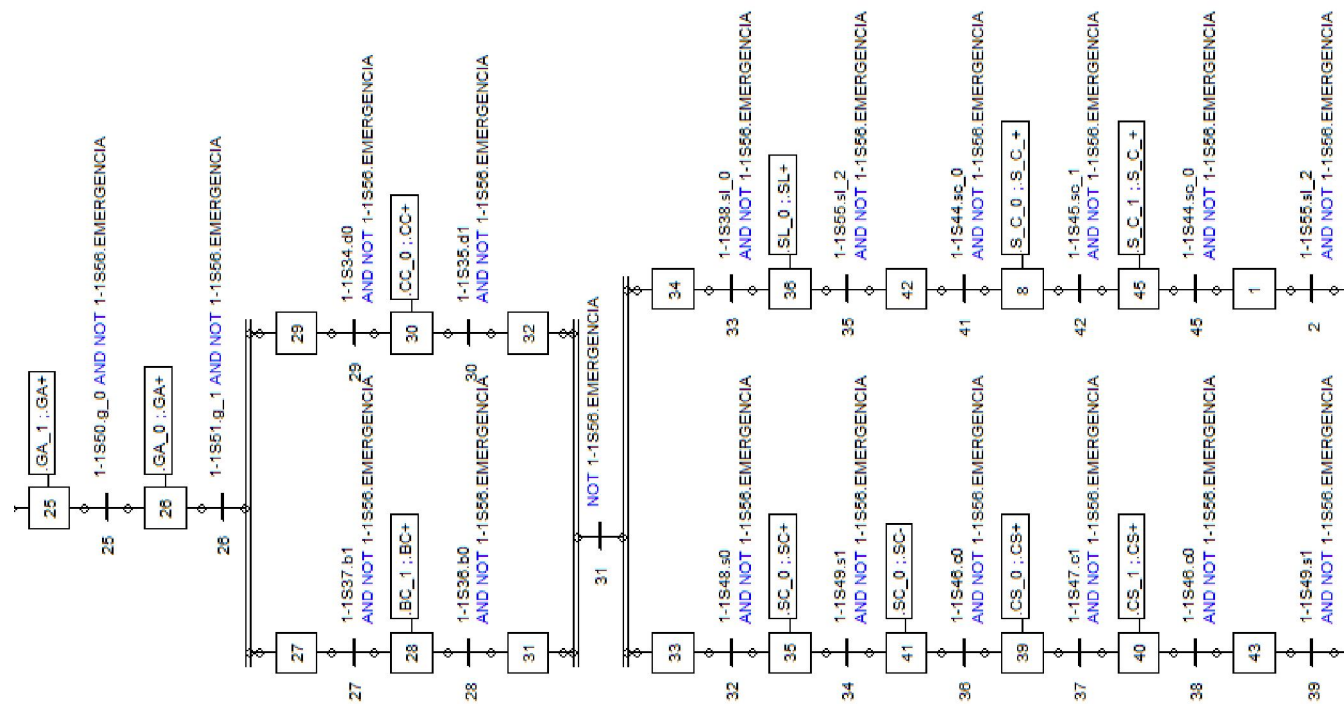 25
.GA_1 ;.GA+
25
1-1S50.g_0 AND NOT 1-1S56.EMERGENCIA
26
.GA_0 ;.GA+
26
1-1S51.g_1 AND NOT 1-1S56.EMERGENCIA
27
27
1-1S37.b1
AND NOT 1-1S56.EMERGENCIA
28
.BC_1 ;.BC+
28
1-1S36.b0
AND NOT 1-1S56.EMERGENCIA
31
29
29
1-1S34.d0
AND NOT 1-1S56.EMERGENCIA
30
.CC_0 ;.CC+
30
1-1S35.d1
AND NOT 1-1S56.EMERGENCIA
32
31
NOT 1-1S56.EMERGENCIA
33
32
1-1S48.s0
AND NOT 1-1S56.EMERGENCIA
35
.SC_0 ;.SC+
34
1-1S49.s1
AND NOT 1-1S56.EMERGENCIA
41
.SC_0 ;.SC-
36
1-1S46.c0
AND NOT 1-1S56.EMERGENCIA
39
.CS_0 ;.CS+
37
1-1S47.c1
AND NOT 1-1S56.EMERGENCIA
40
.CS_1 ;.CS+
38
1-1S46.c0
AND NOT 1-1S56.EMERGENCIA
43
39
1-1S49.s1
AND NOT 1-1S56.EMERGENCIA
34
33
1-1S38.sl_0
AND NOT 1-1S56.EMERGENCIA
36
.SL_0 ;.SL+
35
1-1S55.sl_2
AND NOT 1-1S56.EMERGENCIA
42
41
1-1S44.sc_0
AND NOT 1-1S56.EMERGENCIA
8
.S_C_0 ;.S_C_+
42
1-1S45.sc_1
AND NOT 1-1S56.EMERGENCIA
45
.S_C_1 ;.S_C_+
45
1-1S44.sc_0
AND NOT 1-1S56.EMERGENCIA
1
2
1-1S55.sl_2
AND NOT 1-1S56.EMERGENCIA